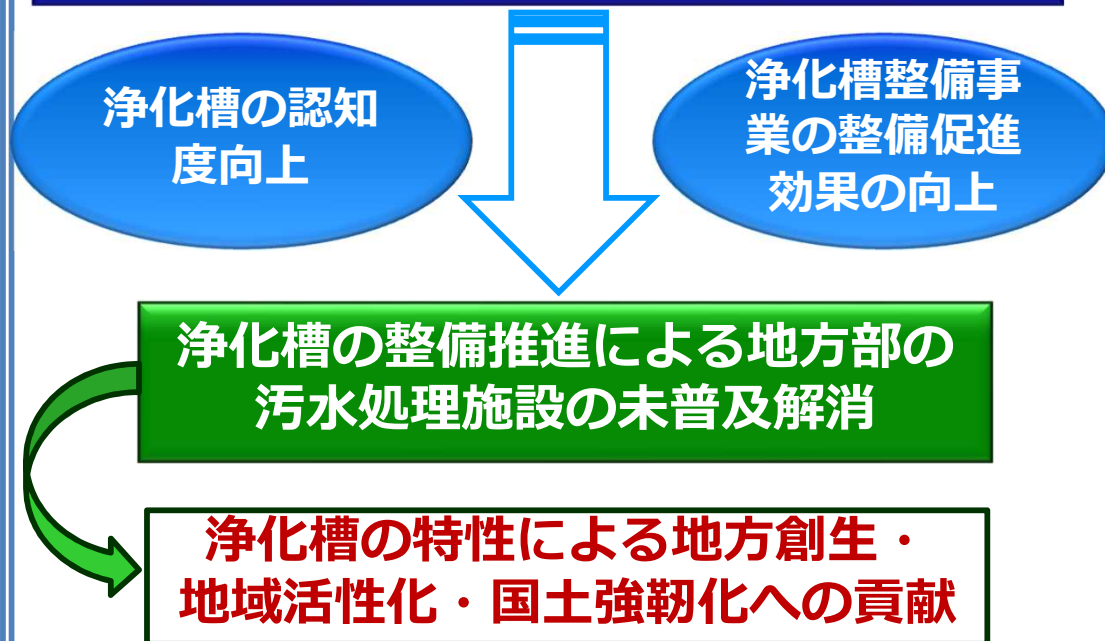 浄化槽の認知
度向上
浄化槽整備事
業の整備促進
効果の向上
浄化槽の整備推進による地方部の
汚水処理施設の未普及解消
浄化槽の特性による地方創生・
地域活性化・国土強靭化への貢献